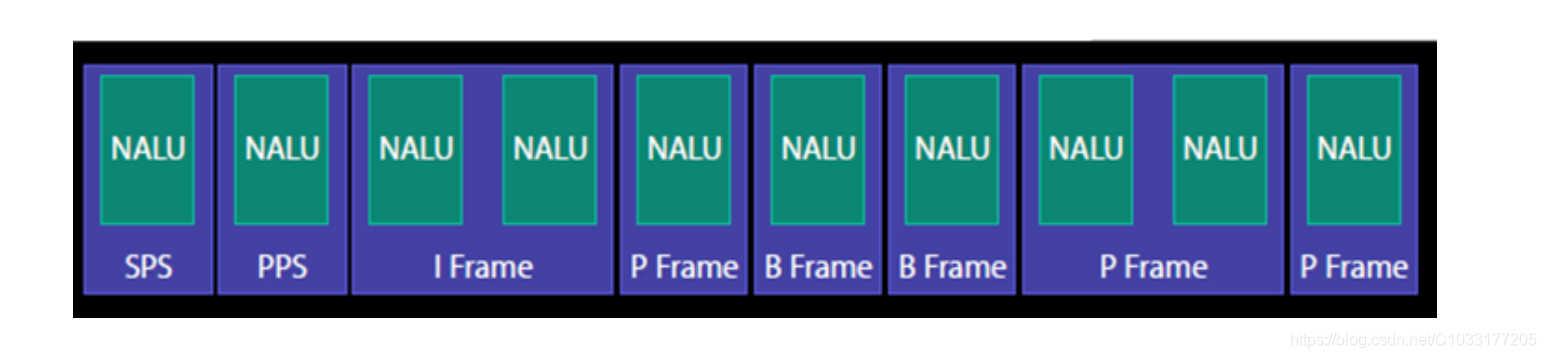 NALU NALU NALU NALU NALU NALU NALU NALU NALU NALU
SPS PPS I Frame P Frame B Frame B Frame P Frame P Frame
https://blog.csdn.net/C1033177205